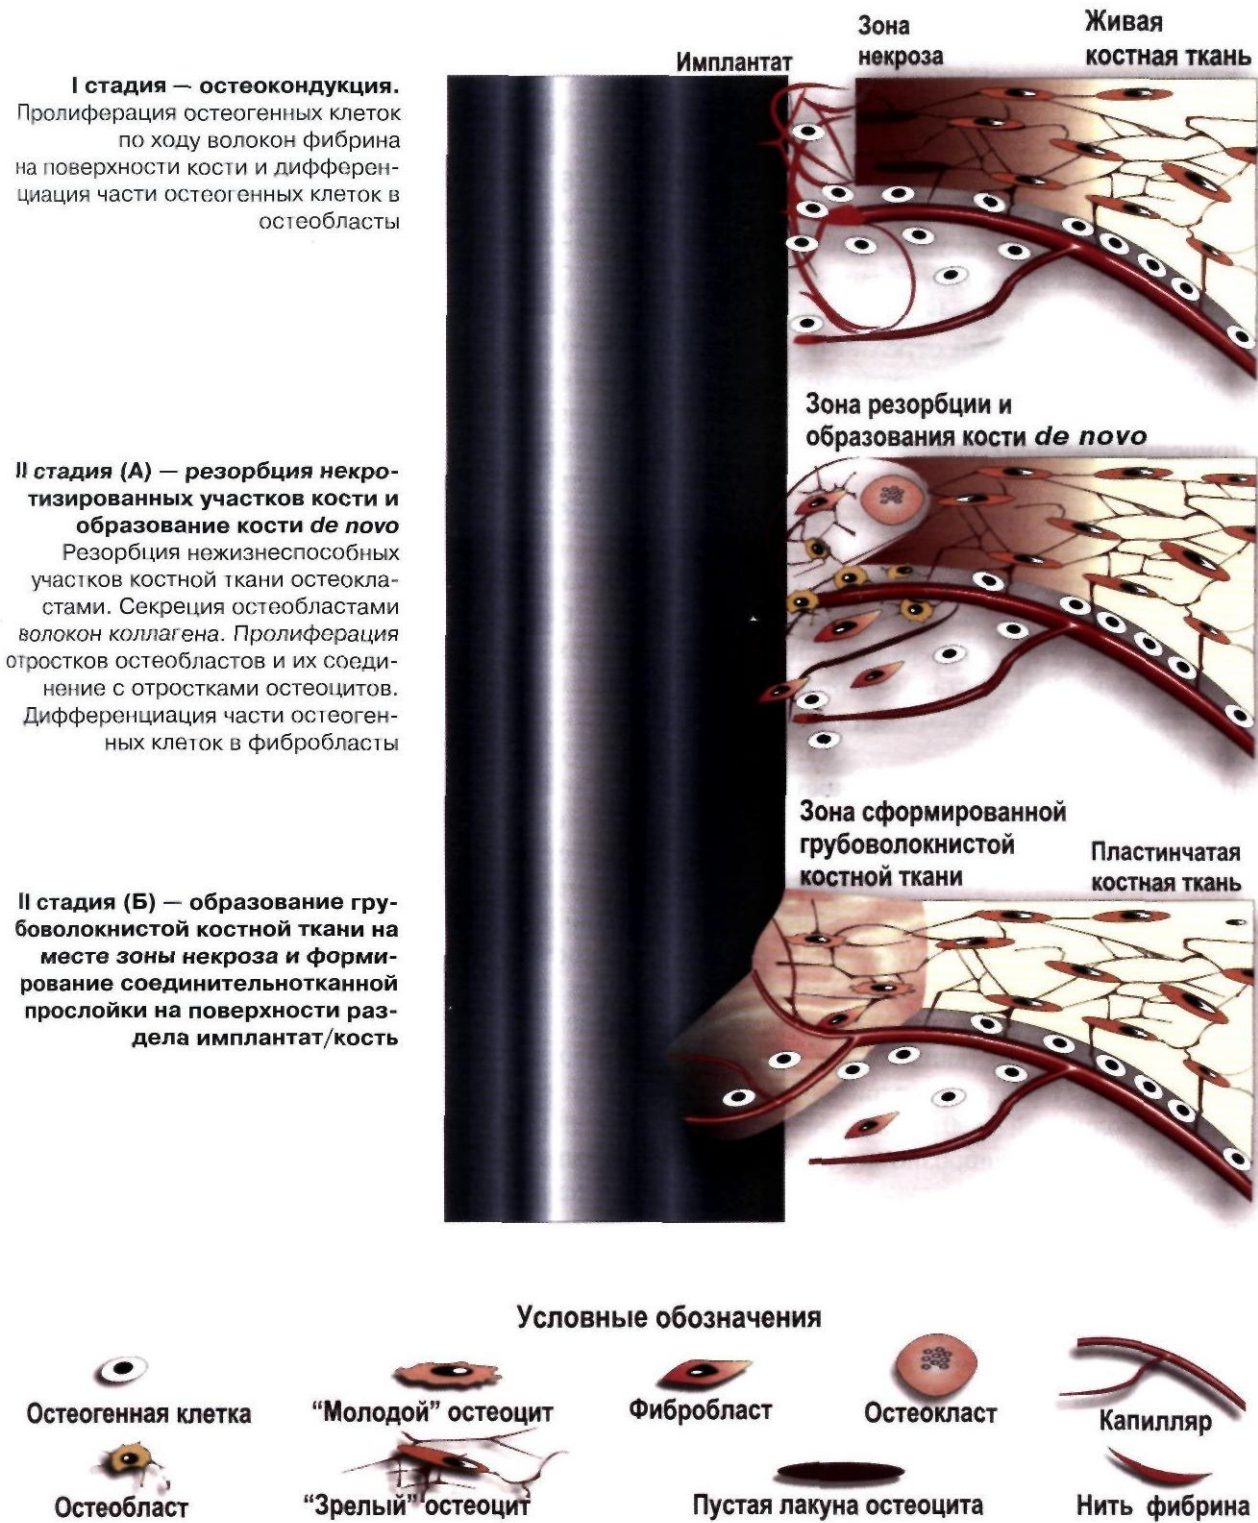 Имплантат
Зона
некроза
Живая
костная ткань
I стадия — остеокондукция.
Пролиферация остеогенных клеток
по ходу волокон фибрина
на поверхности кости и дифферен-
циация части остеогенных клеток в
остеобласты
Зона резорбции и
образования кости de novo
II стадия (А) — резорбция некро-
тизированных участков кости и
образование кости de novo
Резорбция нежизнеспособных
участков костной ткани остеокла-
стами. Секреция остеобластами
волокон коллагена. Пролиферация
отростков остеобластов и их соеди-
нение с отростками остеоцитов.
Дифференциация части остеоген-
ных клеток в фибробласты
Зона сформированной
грубоволокнистой
костной ткани
Пластинчатая
костная ткань
II стадия (Б) — образование гру-
боволокнистой костной ткани на
месте зоны некроза и форми-
рование соединительнотканной
прослойки на поверхности раз-
дела имплантат/кость
Условные обозначения
Остеогенная клетка
"Молодой" остеоцит
Фибробласт
Остеокласт
Капилляр
Остеобласт
"Зрелый" остеоцит
Пустая лакуна остеоцита
Нить фибрина